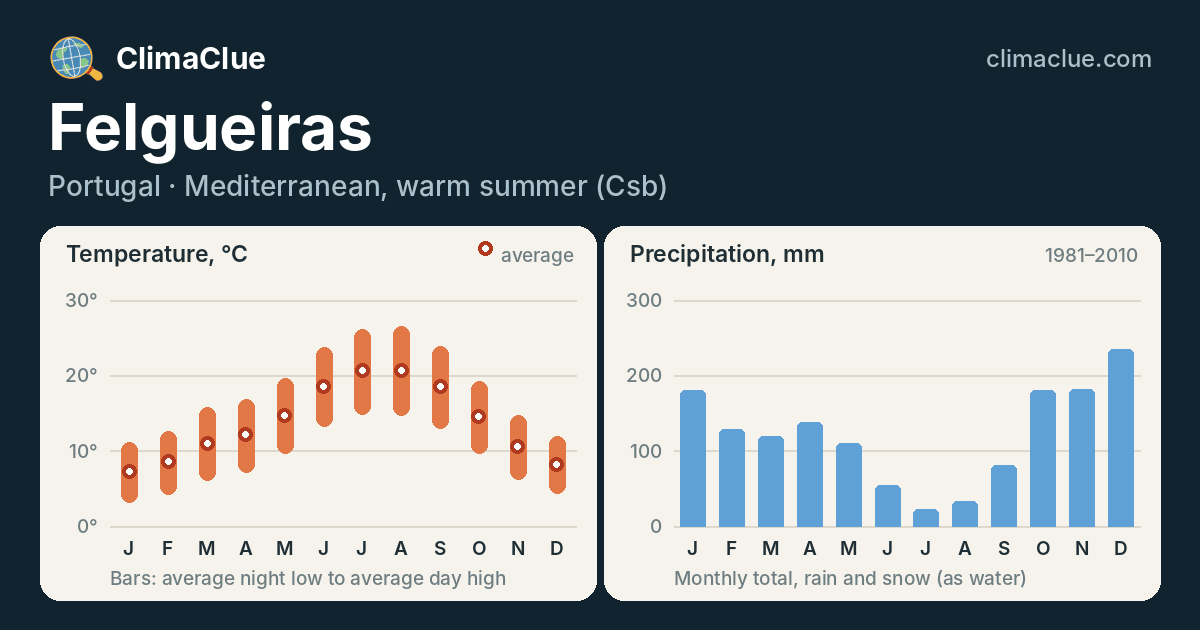 ClimaClue
climaclue.com
Felgueiras
Portugal · Mediterranean, warm summer (Csb)
Temperature, °C
average
30°
20°
10°
0°
J F M A M J J A S O N D
Bars: average night low to average day high
Precipitation, mm
1981–2010
300
200
100
0
J F M A M J J A S O N D
Monthly total, rain and snow (as water)